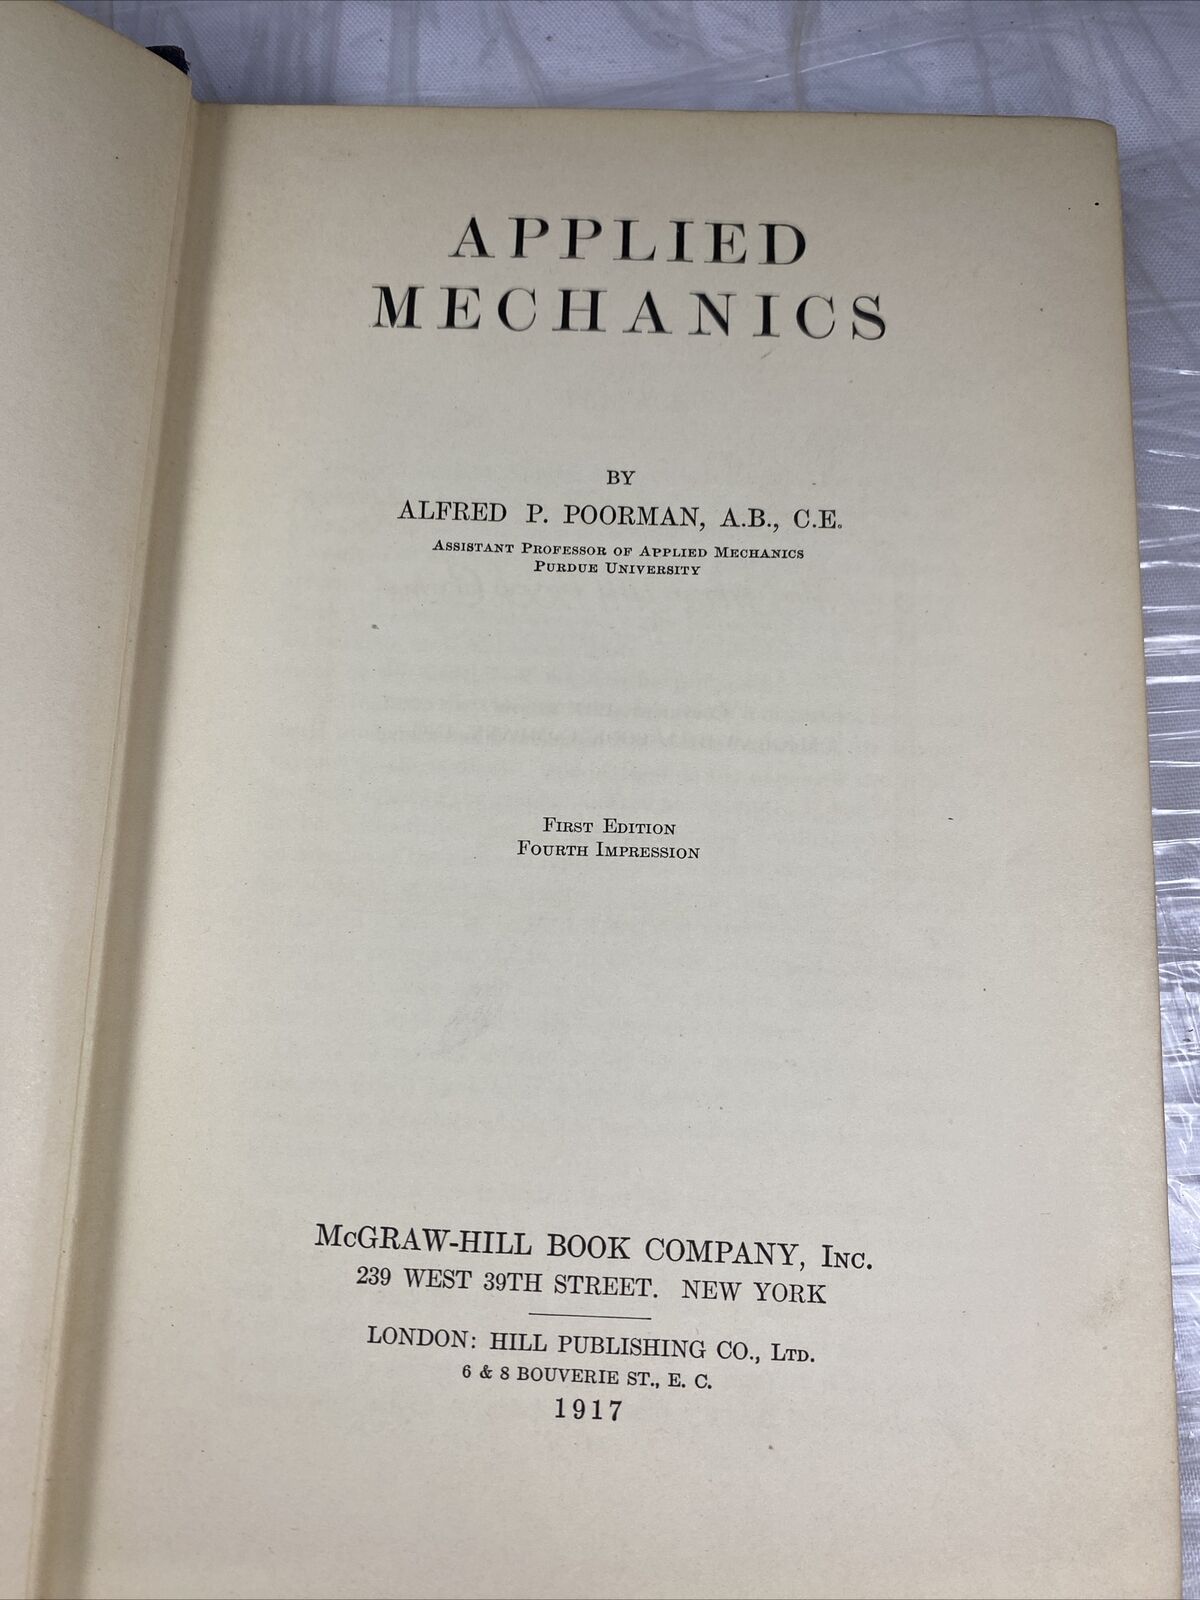 APPLIED
MECHANICS
BY
ALFRED P. POORMAN, A.B., C.E.
ASSISTANT PROFESSOR OF APPLIED MECHANICS
PURDUE UNIVERSITY
FIRST EDITION
FOURTH IMPRESSION
McGRAW-HILL BOOK COMPANY, INC.
239 WEST 39TH STREET. NEW YORK
LONDON: HILL PUBLISHING CO., LTD.
6 & 8 BOUVERIE ST., E. C.
1917